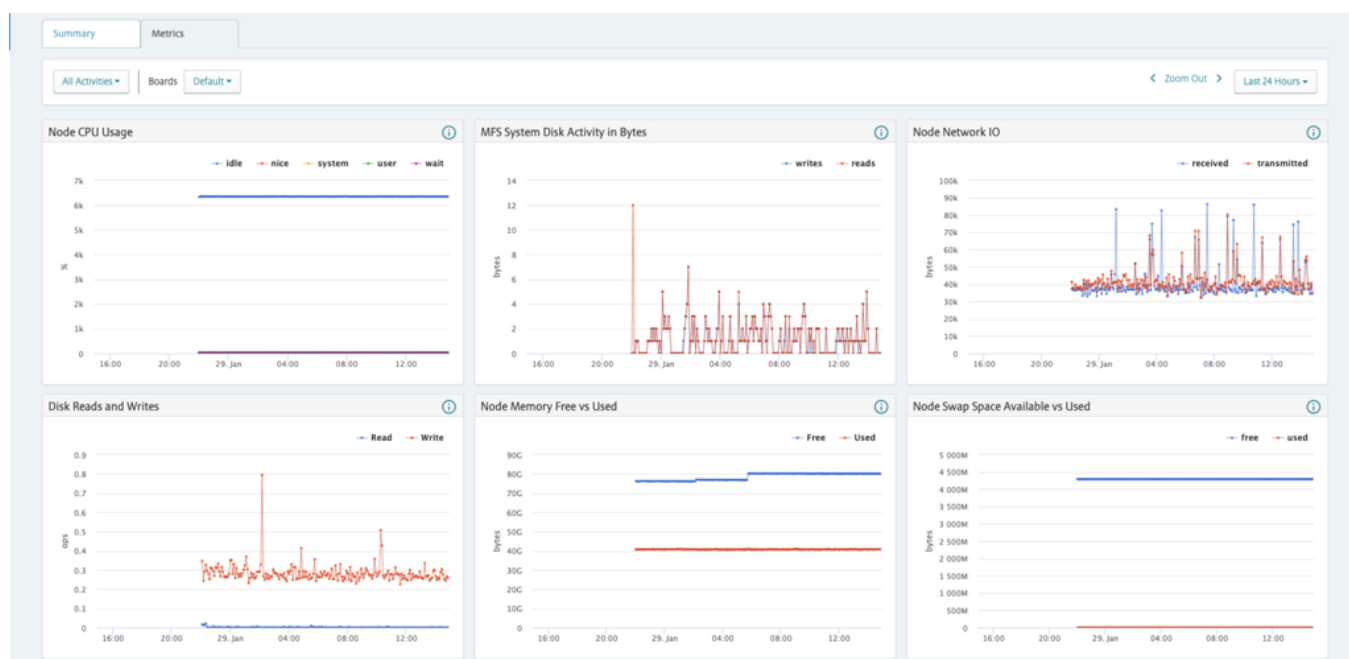 Summary Metrics
All Activities Boards Default Zoom Out Last 24 Hours
Node CPU Usage
idle nice system user wait
7k
6k
5k
4k
3k
2k
1k
0
%
16:00 20:00 29. Jan 04:00 08:00 12:00
MFS System Disk Activity in Bytes
writes reads
14
12
10
8
6
4
2
0
bytes
16:00 20:00 29. Jan 04:00 08:00 12:00
Node Network IO
received transmitted
100k
90k
80k
70k
60k
50k
40k
30k
20k
10k
0
bytes
16:00 20:00 29. Jan 04:00 08:00 12:00
Disk Reads and Writes
Read Write
0.9
0.8
0.7
0.6
0.5
0.4
0.3
0.2
0.1
0
ops
16:00 20:00 29. Jan 04:00 08:00 12:00
Node Memory Free vs Used
Free Used
90G
80G
70G
60G
50G
40G
30G
20G
10G
0
bytes
16:00 20:00 29. Jan 04:00 08:00 12:00
Node Swap Space Available vs Used
free used
5 000M
4 500M
4 000M
3 500M
3 000M
2 500M
2 000M
1 500M
1 000M
500M
0
bytes
16:00 20:00 29. Jan 04:00 08:00 12:00